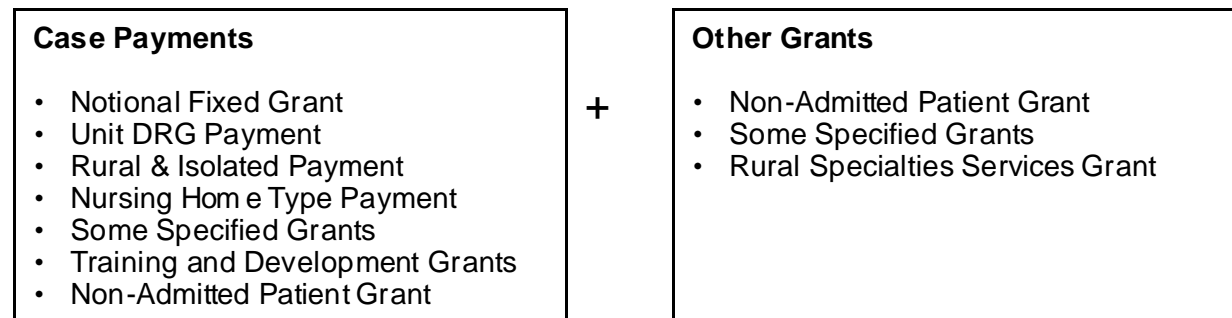 Case Payments
• Notional Fixed Grant
• Unit DRG Payment
• Rural & Isolated Payment
• Nursing Home Type Payment
• Some Specified Grants
• Training and Development Grants
• Non-Admitted Patient Grant
+
Other Grants
• Non-Admitted Patient Grant
• Some Specified Grants
• Rural Specialties Services Grant